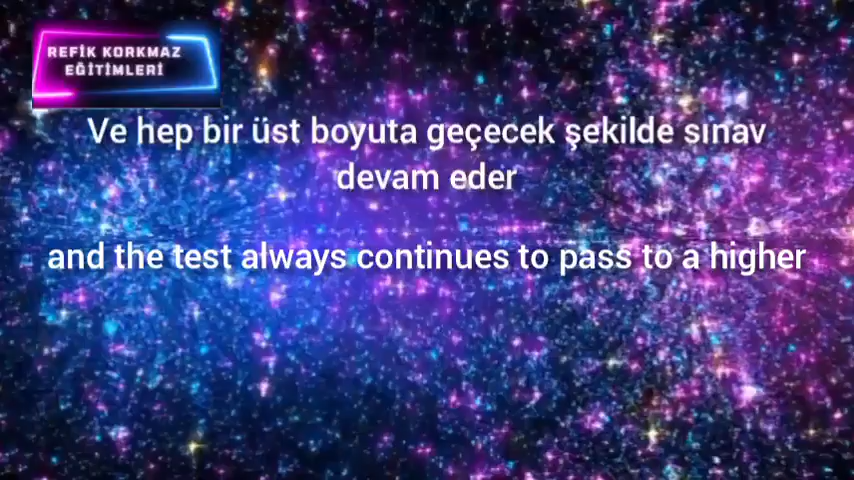 REFİK KORKMAZ
EĞİTİMLERİ
Ve hep bir üst boyuta geçecek şekilde sınav
devam eder
and the test always continues to pass to a higher